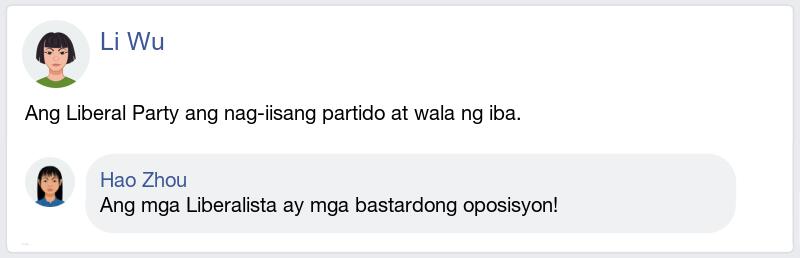 Li Wu
Ang Liberal Party ang nag-iisang partido at wala ng iba.
Hao Zhou
Ang mga Liberalista ay mga bastardong oposisyon!